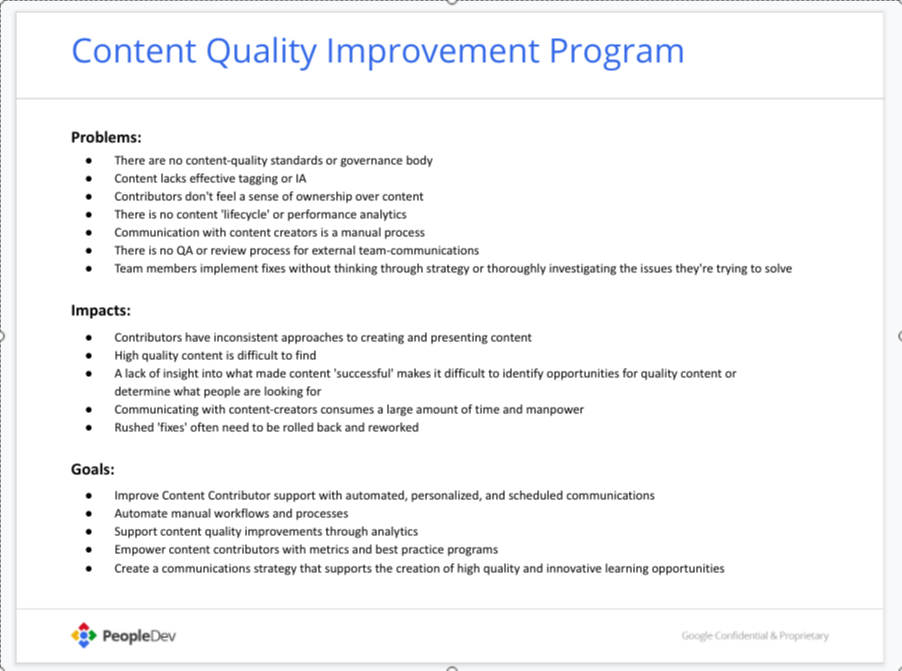 Content Quality Improvement Program
Problems:
● There are no content-quality standards or governance body
● Content lacks effective tagging or IA
● Contributors don't feel a sense of ownership over content
● There is no content 'lifecycle' or performance analytics
● Communication with content creators is a manual process
● There is no QA or review process for external team-communications
● Team members implement fixes without thinking through strategy or thoroughly investigating the issues they're trying to solve
Impacts:
● Contributors have inconsistent approaches to creating and presenting content
● High quality content is difficult to find
● A lack of insight into what made content 'successful' makes it difficult to identify opportunities for quality content or
determine what people are looking for
● Communicating with content-creators consumes a large amount of time and manpower
● Rushed 'fixes' often need to be rolled back and reworked
Goals:
● Improve Content Contributor support with automated, personalized, and scheduled communications
● Automate manual workflows and processes
● Support content quality improvements through analytics
● Empower content contributors with metrics and best practice programs
● Create a communications strategy that supports the creation of high quality and innovative learning opportunities
PeopleDev
Google Confidential & Proprietary